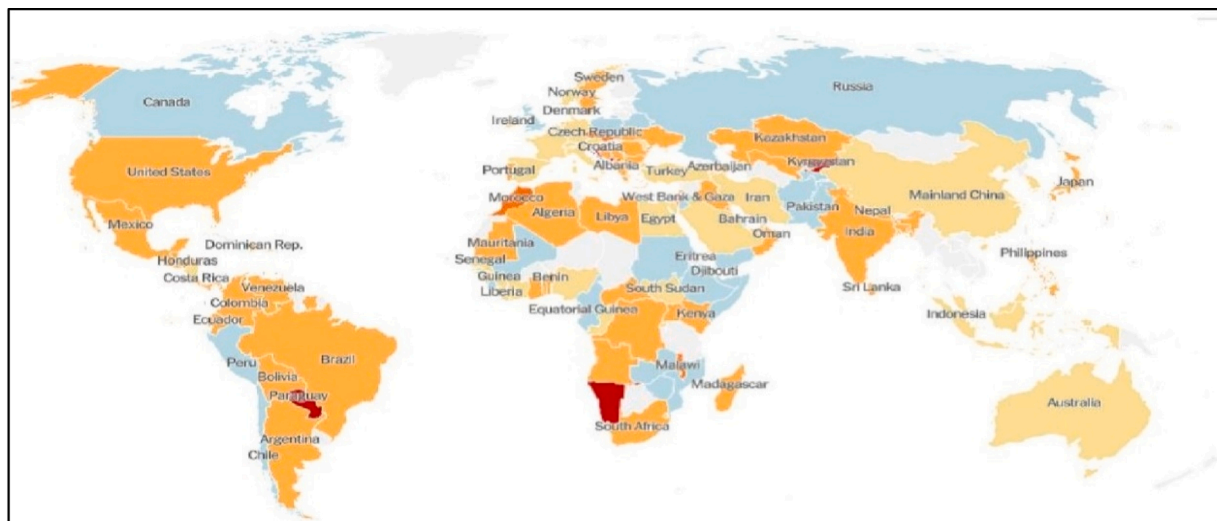 Canada
Russia
Sweden
Norway
Denmark
Ireland
Czech Republic
Croatia
Kazakhstan
United States
Portugal
Albania
Turkey
Azerbaijan
Kyrgyzstan
Japan
Mexico
Morocco
Algeria
Libya
West Bank & Gaza
Egypt
Iran
Bahrain
Pakistan
Nepal
Mainland China
India
Oman
Dominican Rep.
Honduras
Costa Rica
Mauritania
Senegal
Guinea
Liberia
Benin
Eritrea
Djibouti
Philippines
Venezuela
Colombia
Ecuador
South Sudan
Equatorial Guinea
Kenya
Sri Lanka
Indonesia
Peru
Brazil
Bolivia
Paraguay
Malawi
Madagascar
Australia
Argentina
Chile
South Africa